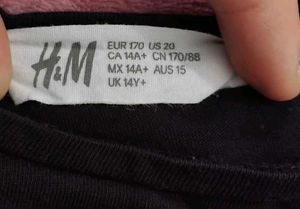 H&M
EUR 170 US 20
CA 14A+ CN 170/88
MX 14A+ AUS 15
UK 14Y+